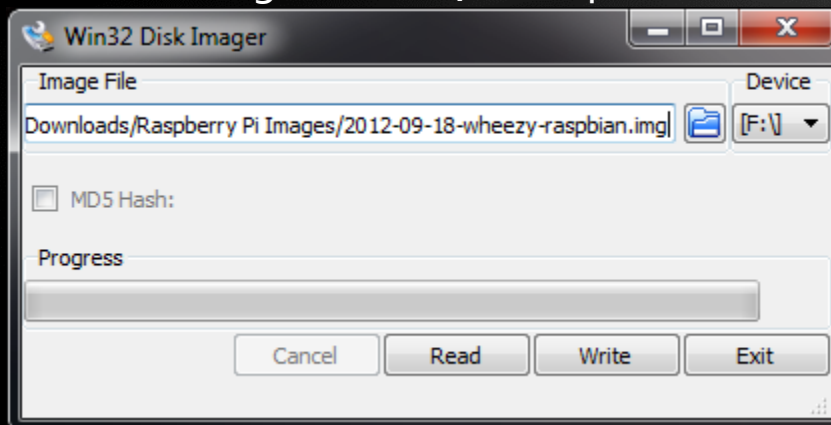 Win32 Disk Imager
Image File Device
Downloads/Raspberry Pi Images/2012-09-18-wheezy-raspbian.img [F:\]
MD5 Hash:
Progress
Cancel Read Write Exit